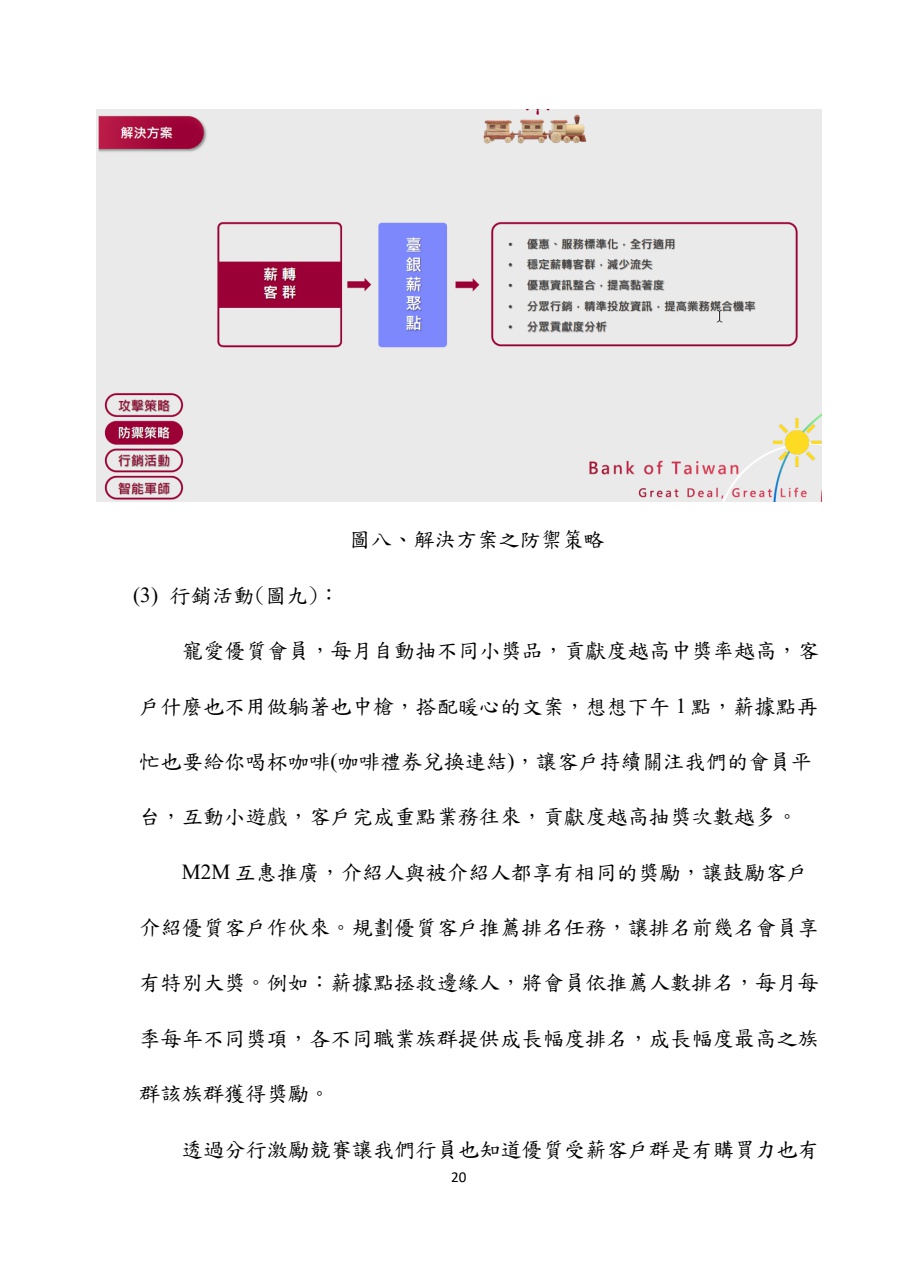 解決方案
薪轉
客群
臺
銀
薪
聚
點
• 優惠、服務標準化，全行適用
• 穩定薪轉客群，減少流失
• 優惠資訊整合，提高黏著度
• 分眾行銷，精準投放資訊，提高業務媒合機率
• 分眾貢獻度分析
攻擊策略
防禦策略
行銷活動
智能軍師
Bank of Taiwan
Great Deal, Great Life
圖八、解決方案之防禦策略
(3) 行銷活動(圖九)：
寵愛優質會員，每月自動抽不同小獎品，貢獻度越高中獎率越高，客
戶什麼也不用做躺著也中槍，搭配暖心的文案，想想下午 1 點，薪據點再
忙也要給你喝杯咖啡(咖啡禮券兌換連結)，讓客戶持續關注我們的會員平
台，互動小遊戲，客戶完成重點業務往來，貢獻度越高抽獎次數越多。
M2M 互惠推廣，介紹人與被介紹人都享有相同的獎勵，讓鼓勵客戶
介紹優質客戶作伙來。規劃優質客戶推薦排名任務，讓排名前幾名會員享
有特別大獎。例如：薪據點拯救邊緣人，將會員依推薦人數排名，每月每
季每年不同獎項，各不同職業族群提供成長幅度排名，成長幅度最高之族
群該族群獲得獎勵。
透過分行激勵競賽讓我們行員也知道優質受薪客戶群是有購買力也有
20